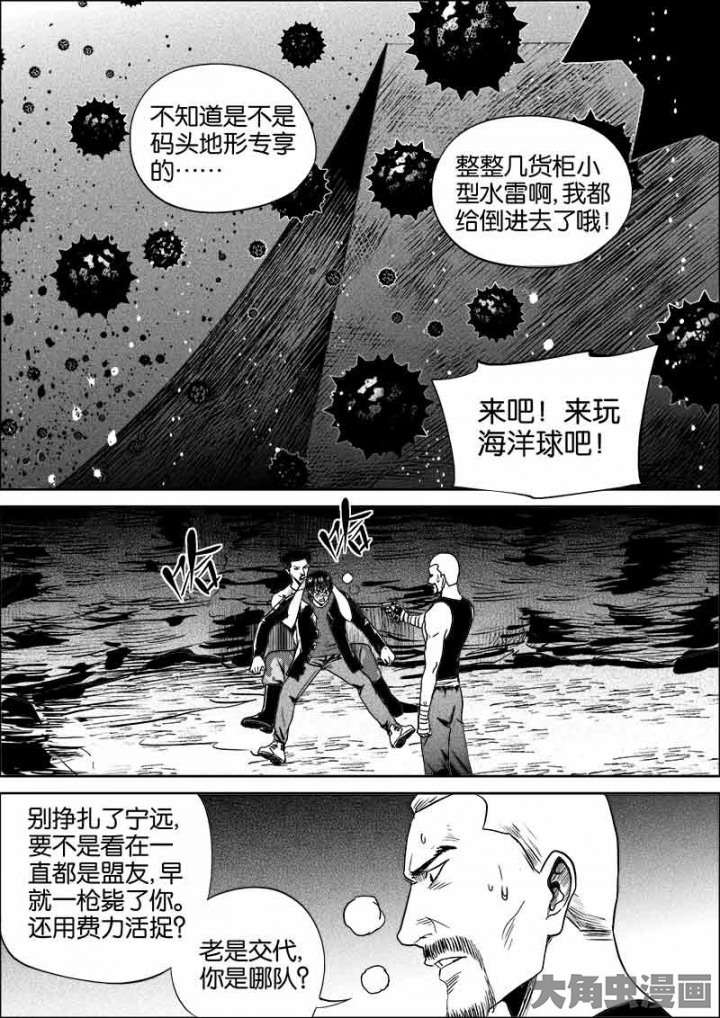 不知道是不是
码头地形专享
的……
整整几货柜小
型水雷啊,我都
给倒进去了哦!
来吧!来玩
海洋球吧!
哈
哈
别挣扎了宁远,
要不是看在一
直都是盟友,早
就一枪毙了你。
还用费力活捉?
老是交代,
你是哪队?
大角虫漫画